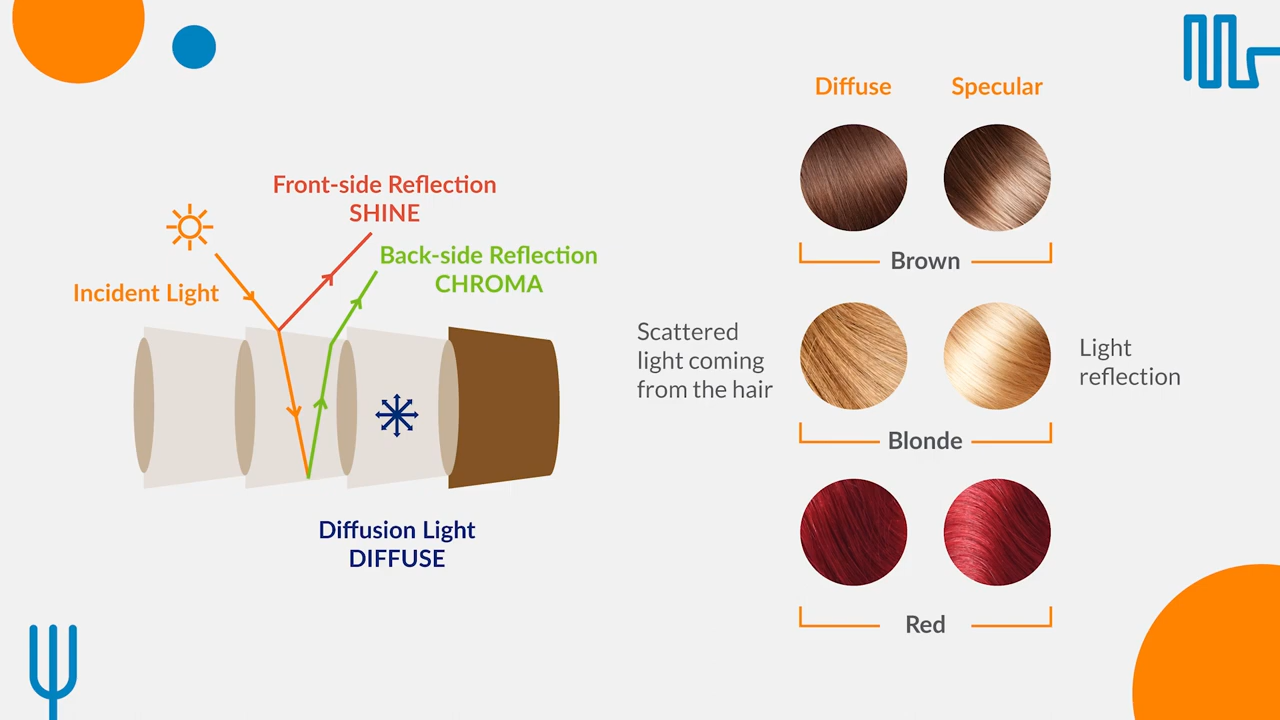 Front-side Reflection
SHINE
Back-side Reflection
CHROMA
Incident Light
Diffusion Light
DIFFUSE
Diffuse
Specular
Brown
Scattered
light coming
from the hair
Light
reflection
Blonde
Red